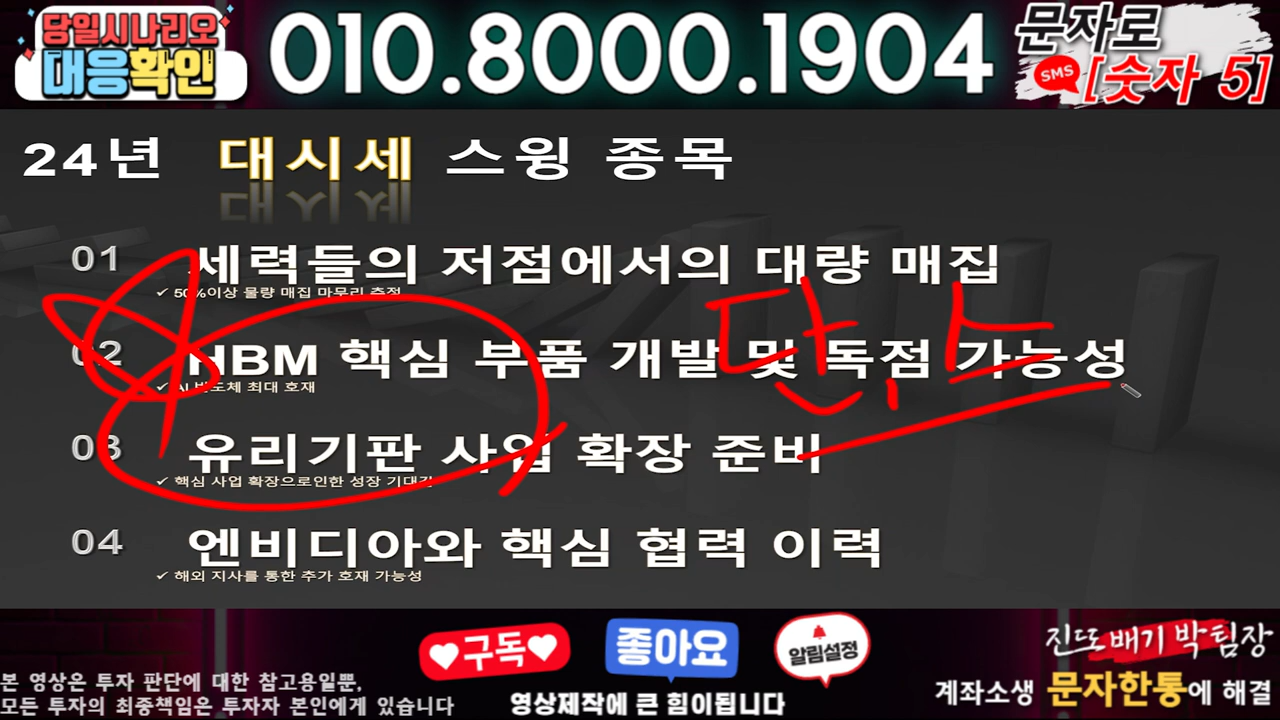 당일시나리오
대응확인
010.8000.1904
문자로
SMS
[숫자 5]
24년 대시세 스윙 종목
01 세력들의 저점에서의 대량 매집
✓ 50%이상 물량 매집 마무리 추정
02 HBM 핵심 부품 개발 및 독점 가능성
✓ AI 반도체 최대 호재
단, 스
03 유리기판 사업 확장 준비
✓ 핵심 사업 확장으로인한 성장 기대감
04 엔비디아와 핵심 협력 이력
✓ 해외 지사를 통한 추가 호재 가능성
구독
좋아요
알림설정
진또배기 박팀장
본 영상은 투자 판단에 대한 참고용일뿐,
모든 투자의 최종책임은 투자자 본인에게 있습니다
영상제작에 큰 힘이됩니다
계좌소생 문자한통에 해결